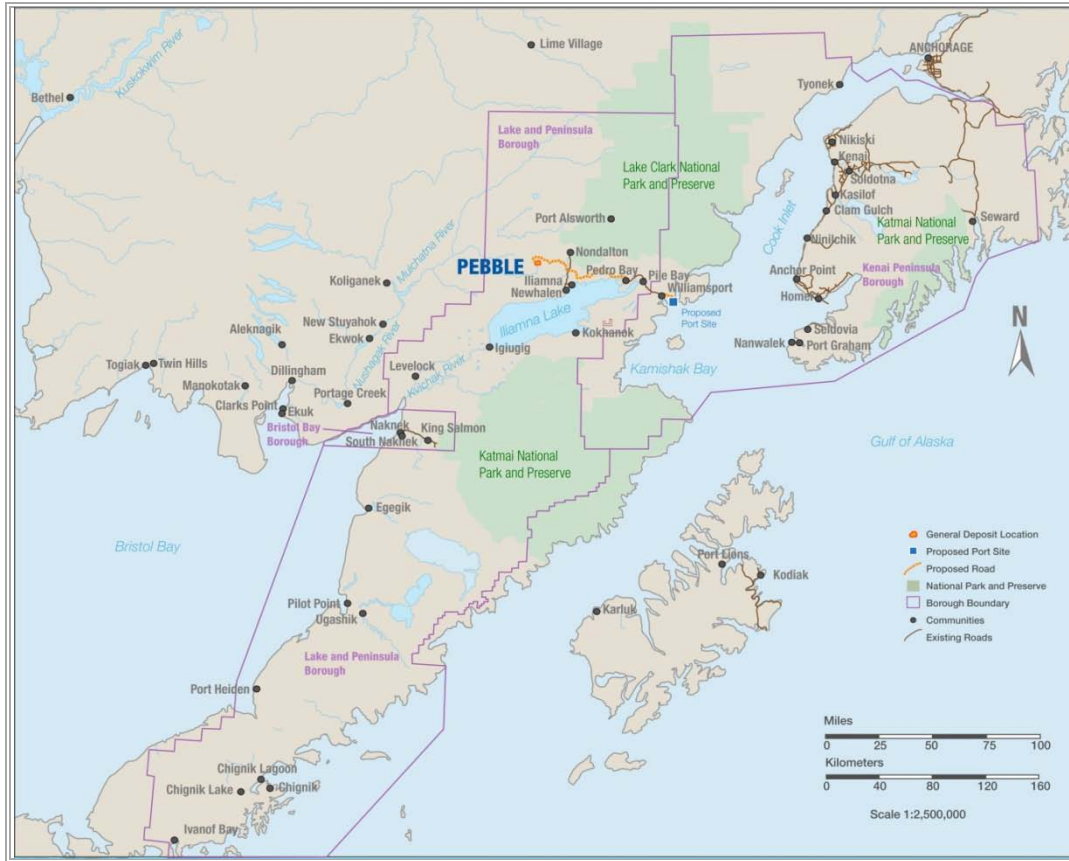 ANCHORAGE
Lime Village
Kuskokwim River
Tyonek
Bethel
Lake and Peninsula
Borough
Nikiski
Kenai
Soldotna
Lake Clark National
Park and Preserve
Kasilof
Clam Gulch
Port Alsworth
Cook Inlet
Katmai National
Park and Preserve
Seward
Ninilchik
Mulchatna River
Nondalton
PEBBLE
Pedro Bay
Pile Bay
Kenai Peninsula
Borough
Anchor Point
Koliganek
Iliamna
Newhalen
Williamsport
Homer
Proposed
Port Site
Iliamna Lake
N
New Stuyahok
Aleknagik
Ekwok
Nushagak River
Kokhanok
Seldovia
Nanwalek
Port Graham
Igiugig
Togiak
Twin Hills
Levelock
Kvichak River
Kamishak Bay
Dillingham
Manokotak
Portage Creek
Clarks Point
Ekuk
Bristol Bay
Borough
Naknek
King Salmon
South Naknek
Gulf of Alaska
Katmai National
Park and Preserve
Egegik
Bristol Bay
General Deposit Location
Proposed Port Site
Proposed Road
National Park and Preserve
Borough Boundary
Communities
Existing Roads
Port Lions
Kodiak
Pilot Point
Ugashik
Karluk
Lake and Peninsula
Borough
Port Heiden
Miles
0 25 50 75 100
Kilometers
0 40 80 120 160
Scale 1:2,500,000
Chignik Lagoon
Chignik Lake
Chignik
Ivanof Bay